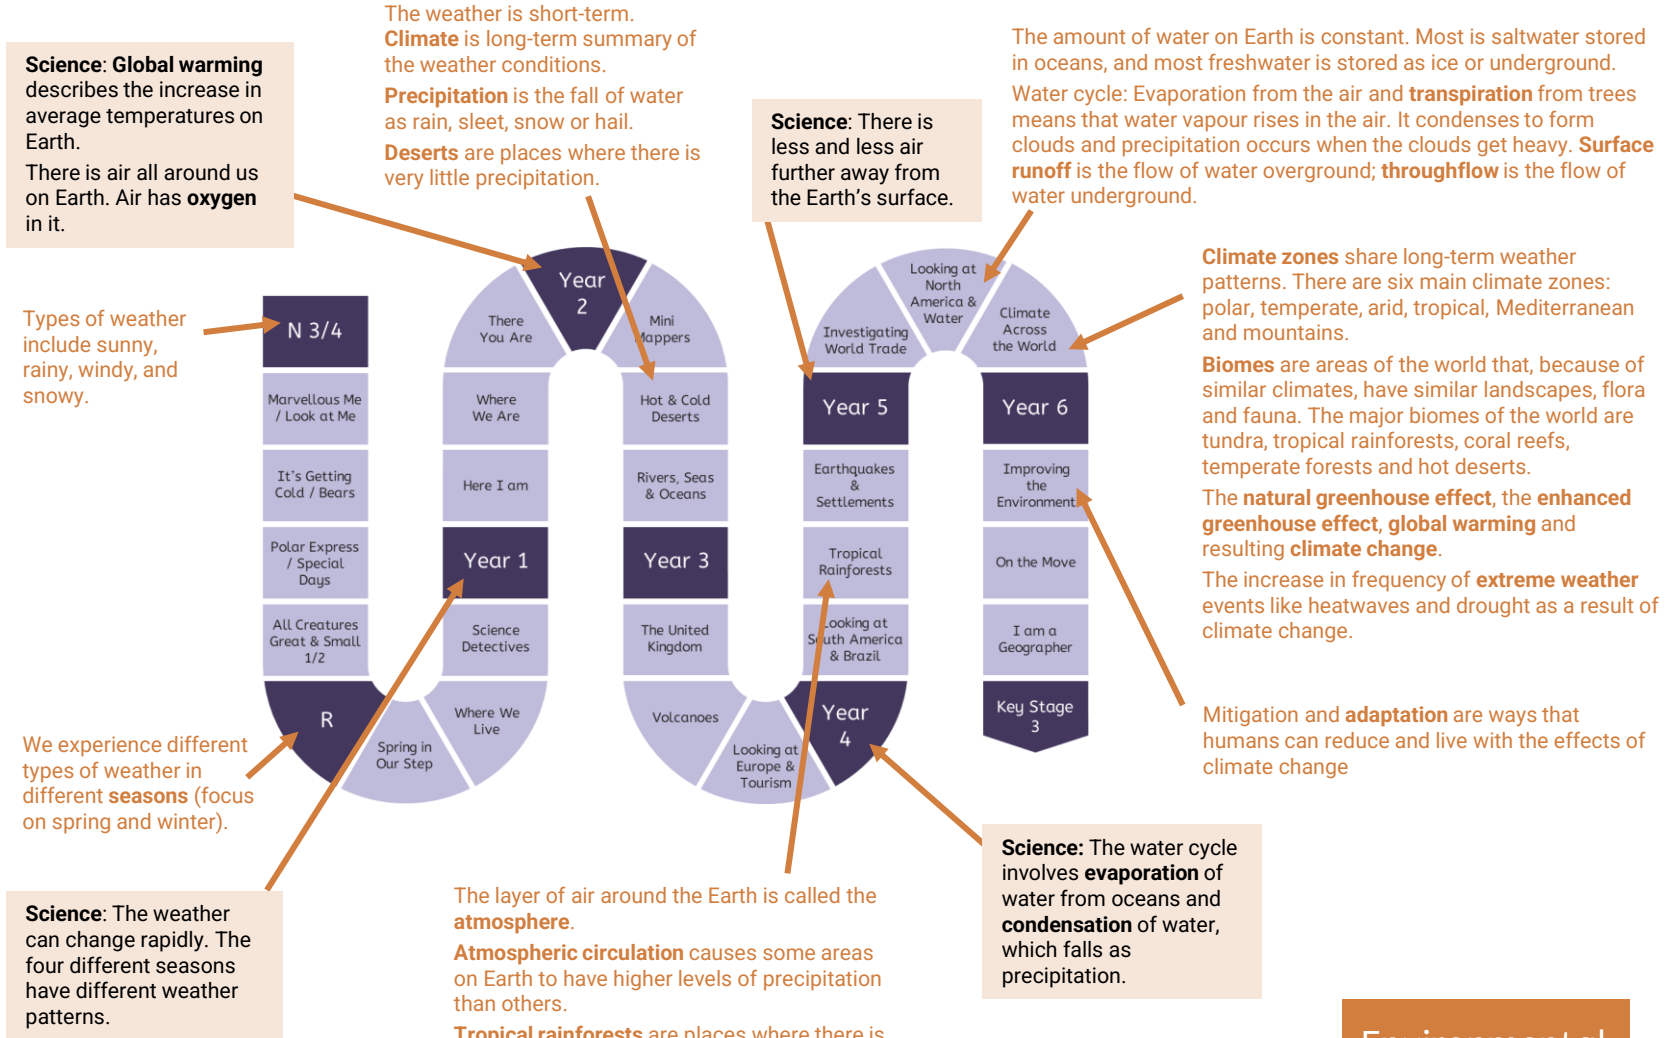 The weather is short-term.
Climate is long-term summary of
the weather conditions.
Precipitation is the fall of water
as rain, sleet, snow or hail.
Deserts are places where there is
very little precipitation.
The amount of water on Earth is constant. Most is saltwater stored
in oceans, and most freshwater is stored as ice or underground.
Water cycle: Evaporation from the air and transpiration from trees
means that water vapour rises in the air. It condenses to form
clouds and precipitation occurs when the clouds get heavy. Surface
runoff is the flow of water overground; throughflow is the flow of
water underground.
Science: Global warming
describes the increase in
average temperatures on
Earth.
There is air all around us
on Earth. Air has oxygen
in it.
Science: There is
less and less air
further away from
the Earth's surface.
Climate zones share long-term weather
patterns. There are six main climate zones:
polar, temperate, arid, tropical, Mediterranean
and mountains.
Biomes are areas of the world that, because of
similar climates, have similar landscapes, flora
and fauna. The major biomes of the world are
tundra, tropical rainforests, coral reefs,
temperate forests and hot deserts.
The natural greenhouse effect, the enhanced
greenhouse effect, global warming and
resulting climate change.
The increase in frequency of extreme weather
events like heatwaves and drought as a result of
climate change.
Types of weather
include sunny,
rainy, windy, and
snowy.
N 3/4
Marvellous Me
/ Look at Me
It's Getting
Cold / Bears
Polar Express
/ Special
Days
All Creatures
Great & Small
1/2
R
Spring in
Our Step
Where We
Live
Science
Detectives
Year 1
Here I am
Where
We Are
There
You Are
Year
2
Mini
Mappers
Hot & Cold
Deserts
Rivers, Seas
& Oceans
Year 3
The United
Kingdom
Volcanoes
Looking at
Europe &
Tourism
Year
4
Looking at
South America
& Brazil
Tropical
Rainforests
Earthquakes
&
Settlements
Year 5
Investigating
World Trade
Looking at
North
America &
Water
Climate
Across
the World
Year 6
Improving
the
Environment
On the Move
I am a
Geographer
Key Stage
3
We experience different
types of weather in
different seasons (focus
on spring and winter).
Mitigation and adaptation are ways that
humans can reduce and live with the effects of
climate change
Science: The weather
can change rapidly. The
four different seasons
have different weather
patterns.
The layer of air around the Earth is called the
atmosphere.
Atmospheric circulation causes some areas
on Earth to have higher levels of precipitation
than others.
Tropical rainforests are places where there is
Science: The water cycle
involves evaporation of
water from oceans and
condensation of water,
which falls as
precipitation.
Environmental